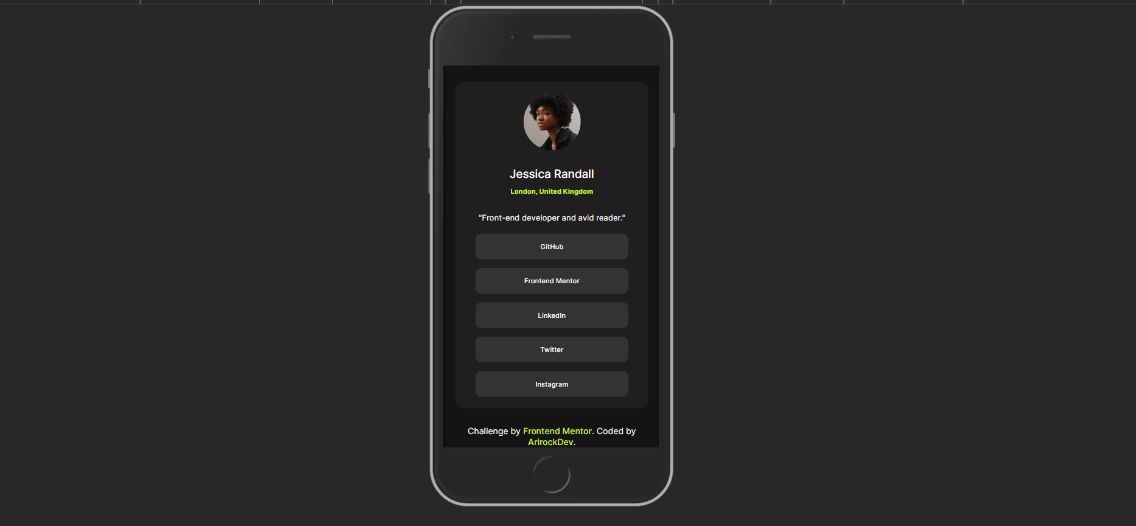 Jessica Randall
London, United Kingdom
"Front-end developer and avid reader."
GitHub
Frontend Mentor
LinkedIn
Twitter
Instagram
Challenge by Frontend Mentor. Coded by
ArirockDev.